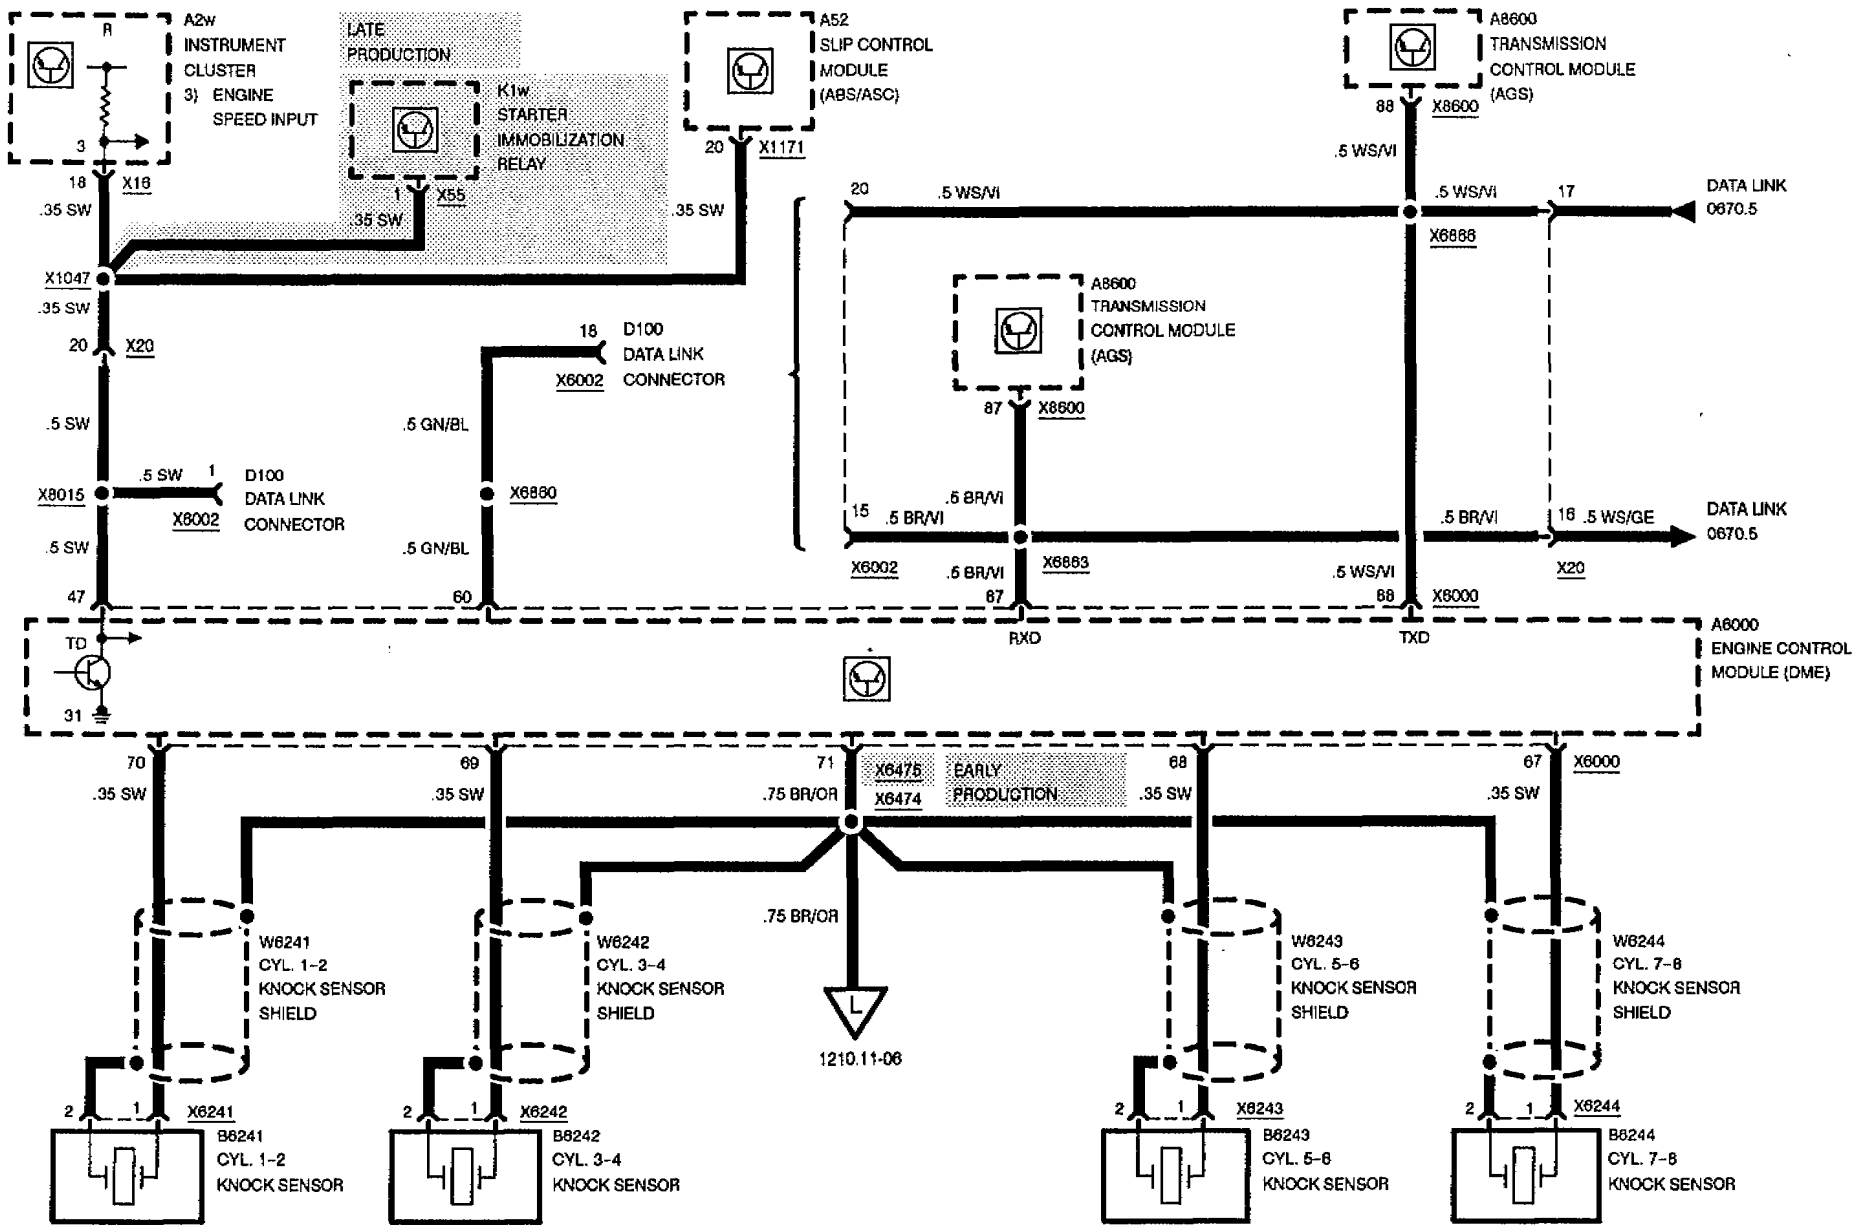 R
A2w
INSTRUMENT
CLUSTER
3) ENGINE
SPEED INPUT
3
18
X16
.35 SW
LATE
PRODUCTION
K1w
STARTER
IMMOBILIZATION
RELAY
1
X55
.35 SW
A52
SLIP CONTROL
MODULE
(ABS/ASC)
20
X1171
.35 SW
A8600
TRANSMISSION
CONTROL MODULE
(AGS)
88
X8600
.5 WS/VI
20
.5 WS/VI
.5 WS/VI
17
DATA LINK
0670.5
X6868
X1047
.35 SW
20
X20
A8600
TRANSMISSION
CONTROL MODULE
(AGS)
87
X8600
18
D100
DATA LINK
CONNECTOR
X6002
.5 SW
.5 GN/BL
.5 SW
1
D100
DATA LINK
CONNECTOR
X8015
X6002
X6860
.5 BR/VI
15
.5 BR/VI
.5 BR/VI
16
.5 WS/GE
DATA LINK
0670.5
.5 SW
.5 GN/BL
X6002
.5 BR/VI
X6863
.5 WS/VI
X20
47
60
87
88
X6000
TD
RXD
TXD
A6000
ENGINE CONTROL
MODULE (DME)
31
70
69
71
X6475
EARLY
PRODUCTION
X6474
68
67
X6000
.35 SW
.35 SW
.75 BR/OR
.35 SW
.35 SW
.75 BR/OR
W6241
CYL. 1-2
KNOCK SENSOR
SHIELD
W6242
CYL. 3-4
KNOCK SENSOR
SHIELD
W6243
CYL. 5-6
KNOCK SENSOR
SHIELD
W6244
CYL. 7-8
KNOCK SENSOR
SHIELD
L
1210.11-06
2
1
X6241
2
1
X6242
2
1
X6243
2
1
X6244
B6241
CYL. 1-2
KNOCK SENSOR
B6242
CYL. 3-4
KNOCK SENSOR
B6243
CYL. 5-6
KNOCK SENSOR
B6244
CYL. 7-8
KNOCK SENSOR